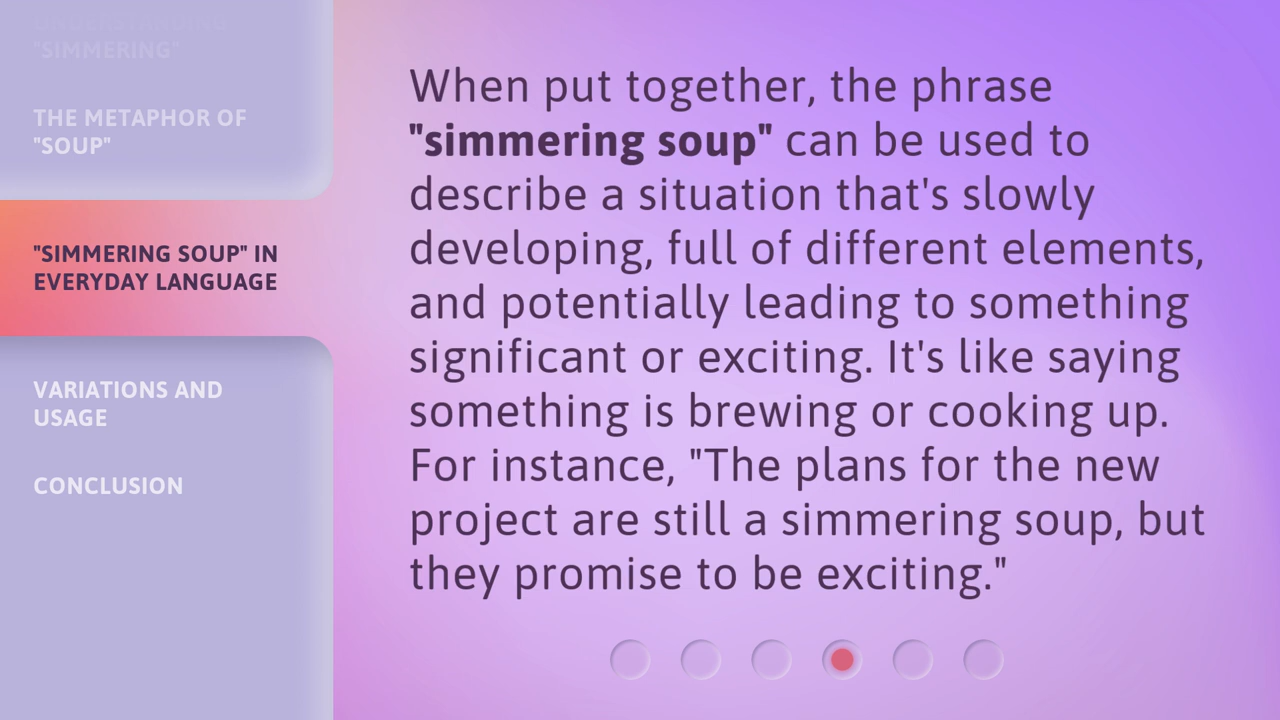 UNDERSTANDING
"SIMMERING"
THE METAPHOR OF
"SOUP"
"SIMMERING SOUP" IN
EVERYDAY LANGUAGE
VARIATIONS AND
USAGE
CONCLUSION
When put together, the phrase
"simmering soup" can be used to
describe a situation that's slowly
developing, full of different elements,
and potentially leading to something
significant or exciting. It's like saying
something is brewing or cooking up.
For instance, "The plans for the new
project are still a simmering soup, but
they promise to be exciting."